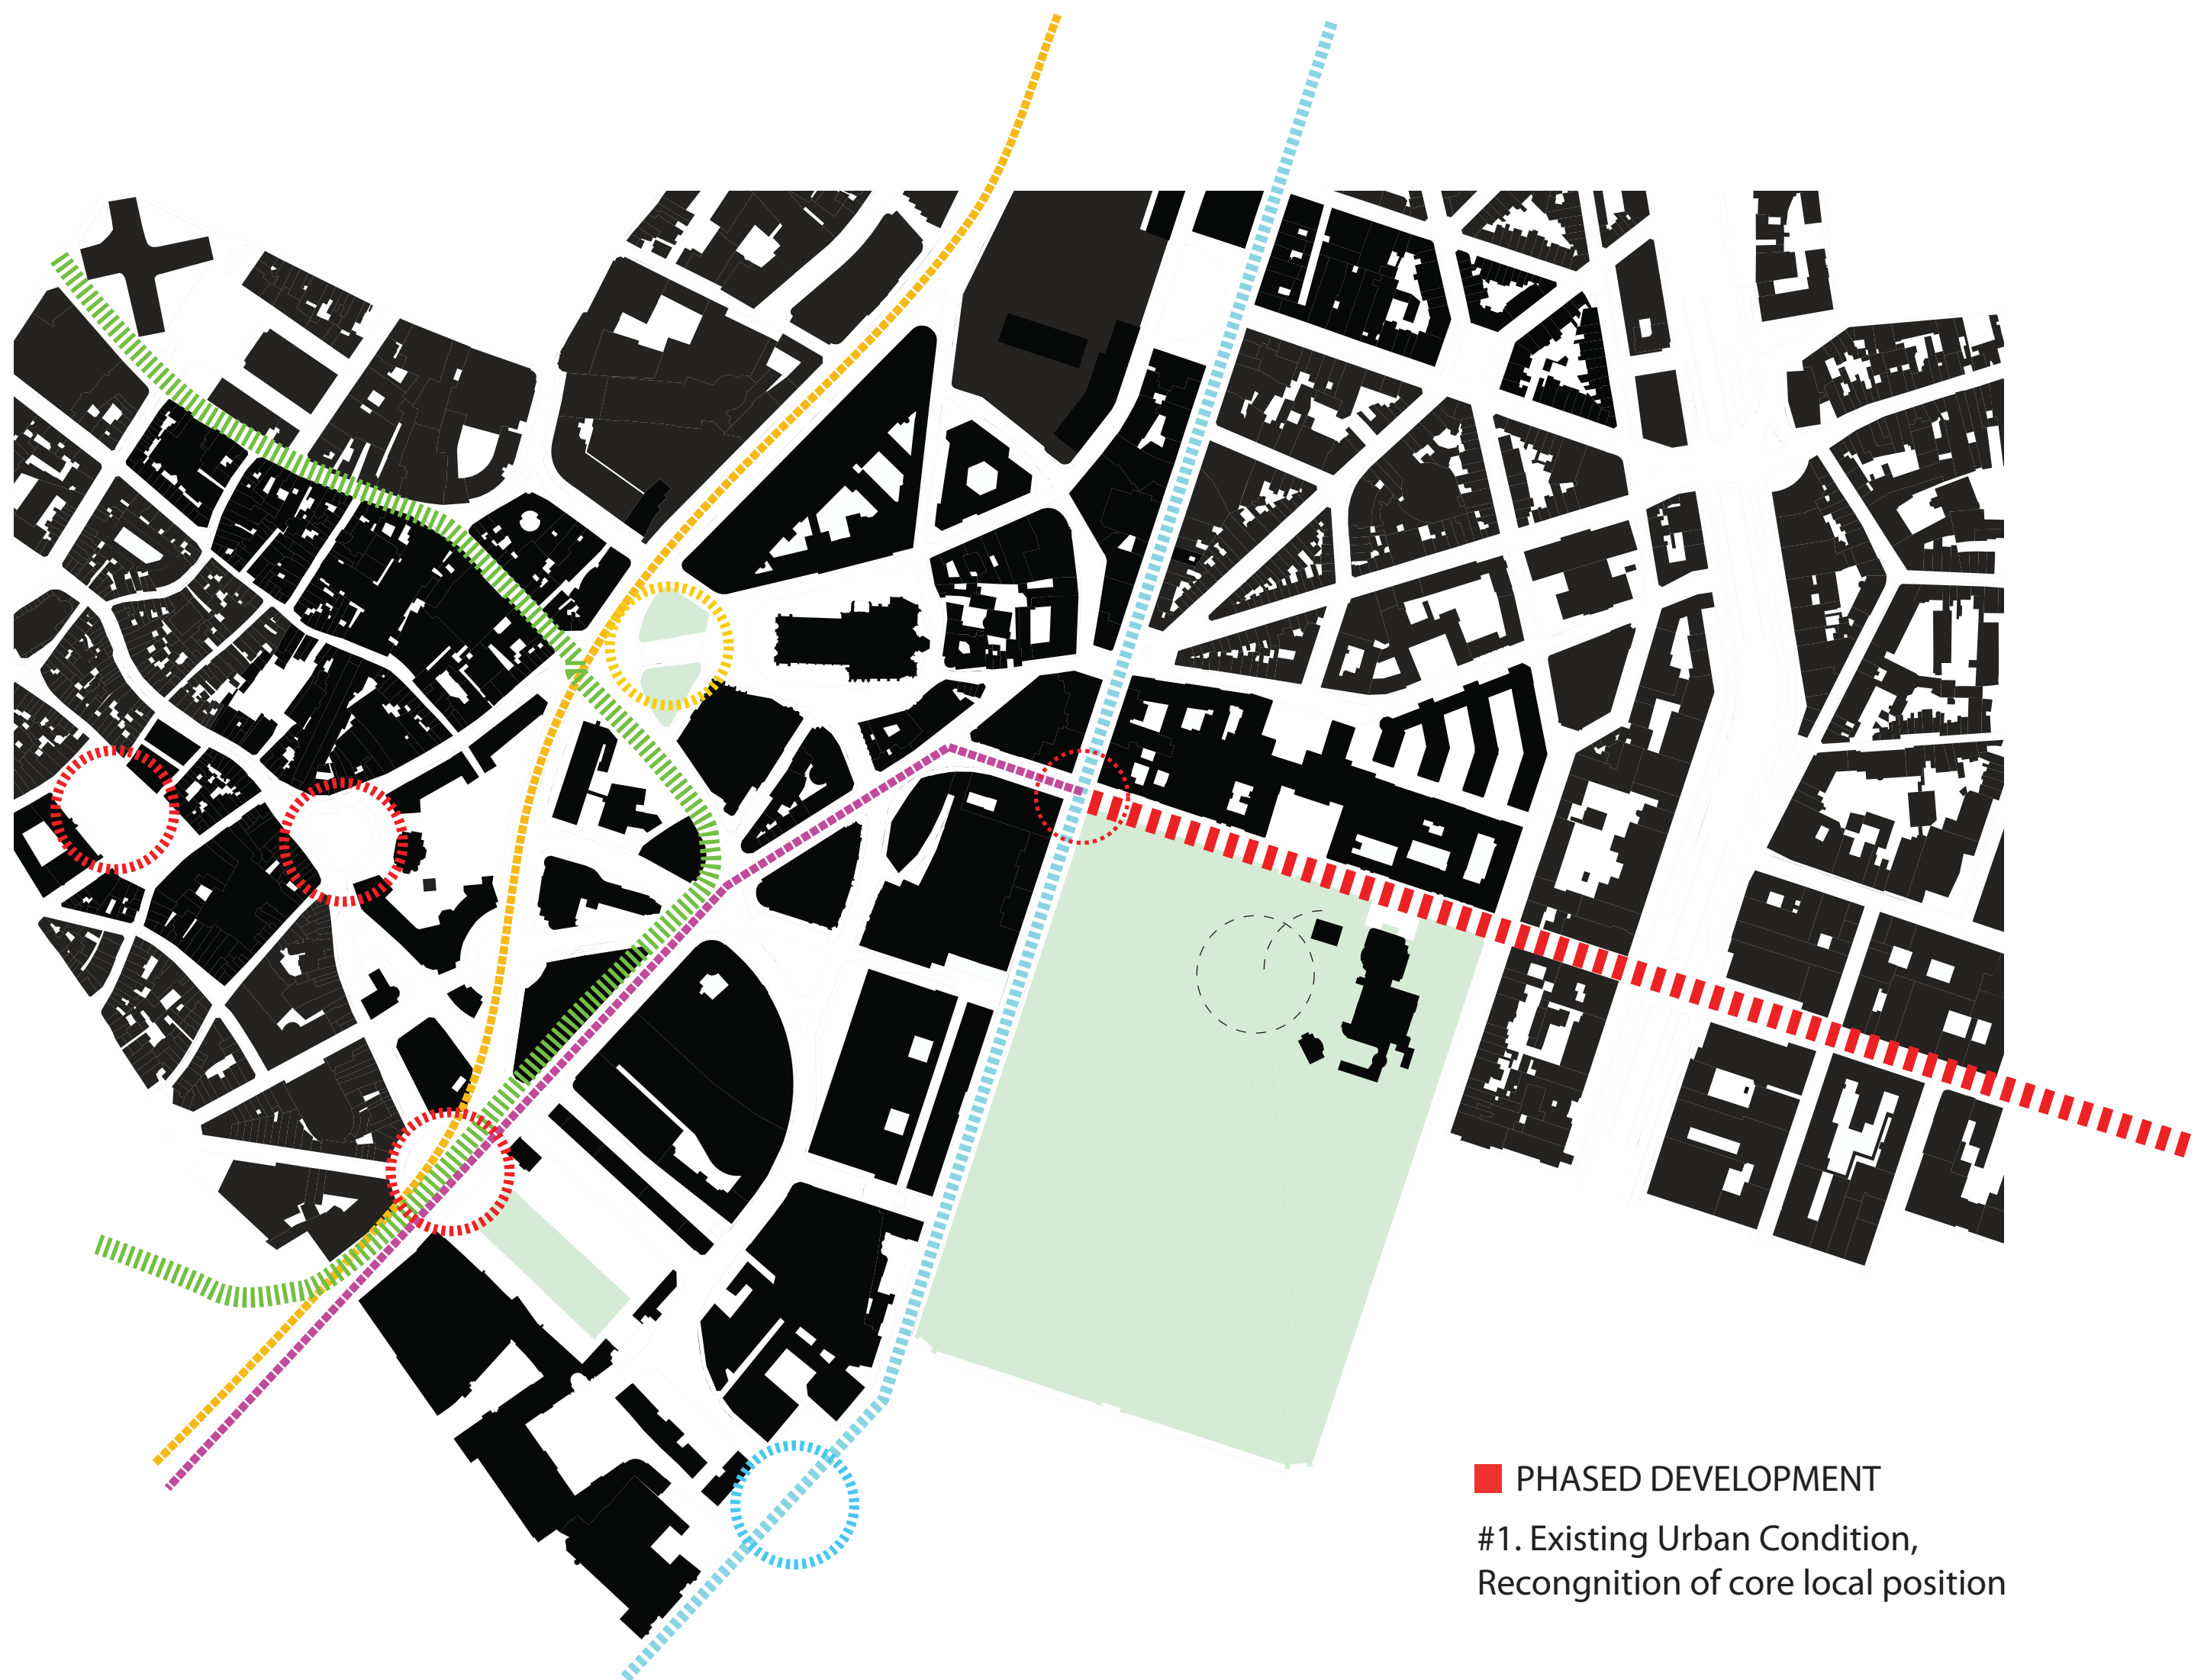 PHASED DEVELOPMENT
#1. Existing Urban Condition,
Recongnition of core local position